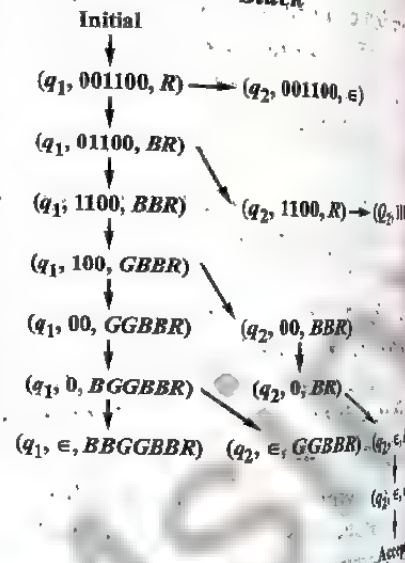 Stack
Initial
(q₁, 001100, R) → (q₂, 001100, ϵ)
(q₁, 01100, BR)
(q₁, 1100, BBR) (q₂, 1100, R) →
(q₁, 100, GBBR)
(q₁, 00, GGBBR) (q₂, 00, BBR)
(q₁, 0, BGGBBR) (q₂, 0, BR)
(q₁, ϵ, BBGGBBR) (q₂, ϵ, GGBBR)